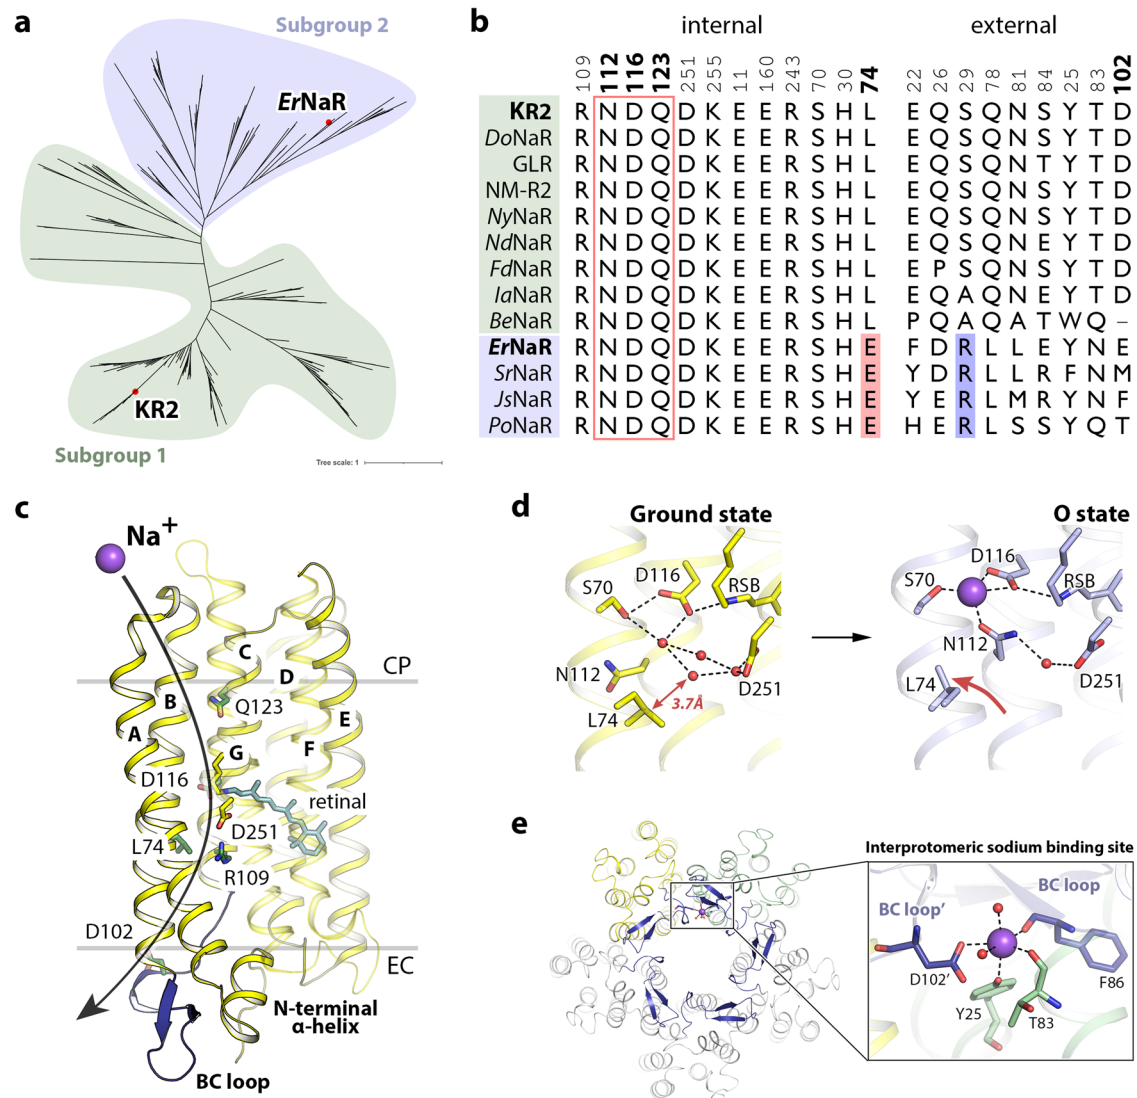 a
Subgroup 2
ErNaR
KR2
Subgroup 1
Tree scale: 1
b
internal external
109 112 116 123 251 255 11 160 243 70 30 74 22 26 29 78 81 84 25 83 102
KR2 R N D Q D K E E R S H L E Q S Q N S Y T D
DoNaR R N D Q D K E E R S H L E Q S Q N S Y T D
GLR R N D Q D K E E R S H L E Q S Q N T Y T D
NM-R2 R N D Q D K E E R S H L E Q S Q N S Y T D
NyNaR R N D Q D K E E R S H L E Q S Q N S Y T D
NdNaR R N D Q D K E E R S H L E Q S Q N E Y T D
FdNaR R N D Q D K E E R S H L E P S Q N S Y T D
IaNaR R N D Q D K E E R S H L E Q A Q N E Y T D
BeNaR R N D Q D K E E R S H L P Q A Q A T W Q –
ErNaR R N D Q D K E E R S H E F D R L L E Y N E
SrNaR R N D Q D K E E R S H E Y D R L L R F N M
JsNaR R N D Q D K E E R S H E Y E R L M R Y N F
PoNaR R N D Q D K E E R S H E H E R L S S Y Q T
c
Na+
C
CP
D
B
Q123
A
E
G
F
D116
retinal
D251
L74
R109
D102
EC
N-terminal
α-helix
BC loop
d
Ground state
D116
S70
RSB
N112
D251
L74
3.7Å
O state
D116
S70
RSB
N112
L74
D251
e
Interprotomeric sodium binding site
BC loop
BC loop′
D102′
F86
Y25
T83